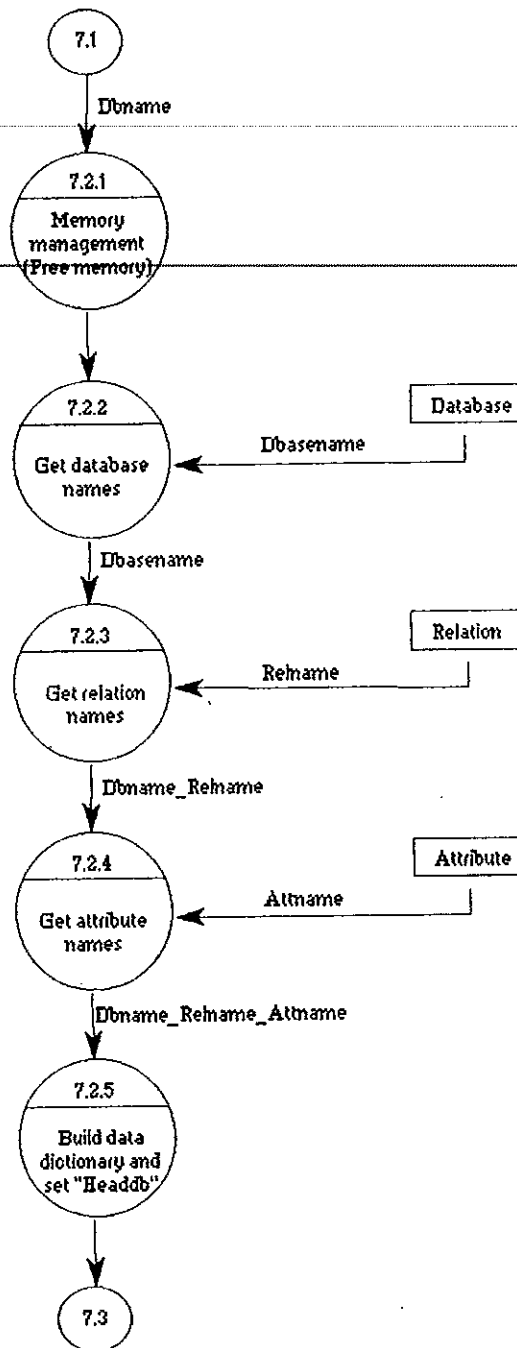 7.1
Dbname
7.2.1
Memory
management
(Free memory)
7.2.2
Get database
names
Database
Dbasename
Dbasename
7.2.3
Get relation
names
Relation
Relname
Dbname_Relname
7.2.4
Get attribute
names
Attribute
Attname
Dbname_Relname_Attname
7.2.5
Build data
dictionary and
set "Headdb"
7.3